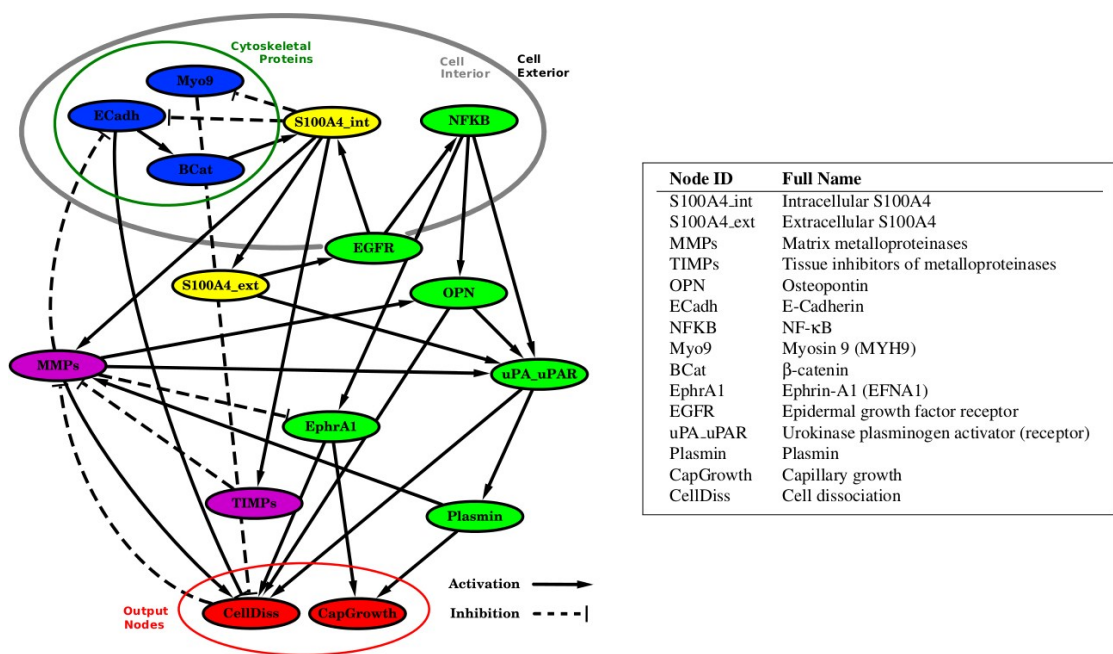 Cytoskeletal
Proteins
Cell
Interior
Cell
Exterior
Myo9
ECadh
S100A4_int
NFKB
BCat
EGFR
S100A4_ext
OPN
MMPs
uPA_uPAR
EphrA1
TIMPs
Plasmin
Activation
Inhibition
Output
Nodes
CellDiss
CapGrowth
Node ID Full Name
S100A4_int Intracellular S100A4
S100A4_ext Extracellular S100A4
MMPs Matrix metalloproteinases
TIMPs Tissue inhibitors of metalloproteinases
OPN Osteopontin
ECadh E-Cadherin
NFKB NF-κB
Myo9 Myosin 9 (MYH9)
BCat β-catenin
EphrA1 Ephrin-A1 (EFNA1)
EGFR Epidermal growth factor receptor
uPA_uPAR Urokinase plasminogen activator (receptor)
Plasmin Plasmin
CapGrowth Capillary growth
CellDiss Cell dissociation